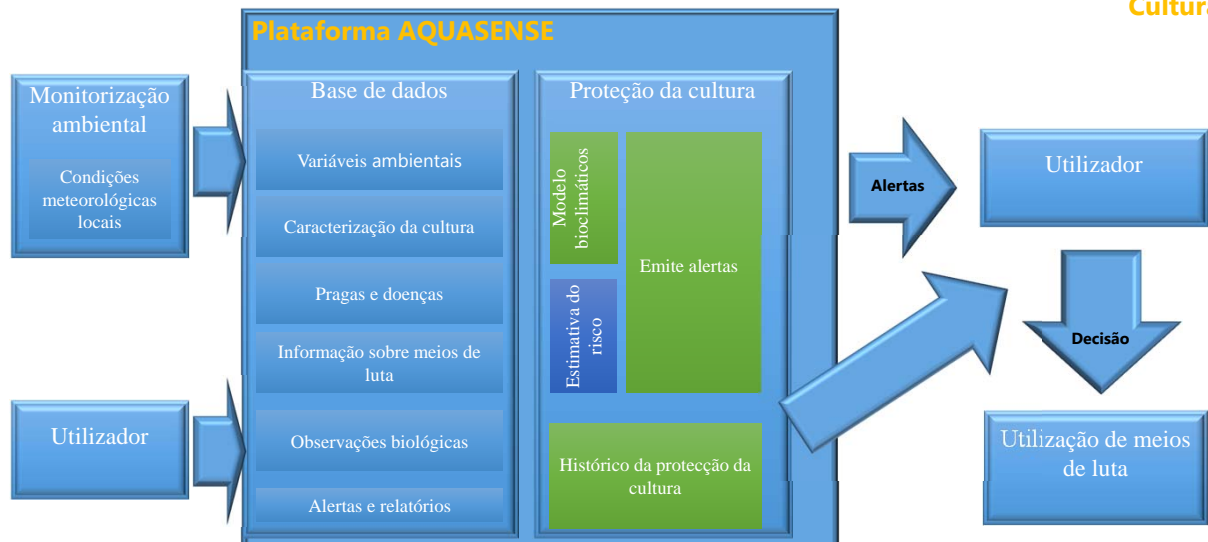 Cultura
Plataforma AQUASENSE
Monitorização
ambiental
Condições
meteorológicas
locais
Utilizador
Base de dados
Variáveis ambientais
Caracterização da cultura
Pragas e doenças
Informação sobre meios de
luta
Observações biológicas
Alertas e relatórios
Proteção da cultura
Modelo
bioclimáticos
Estimativa do
risco
Emite alertas
Histórico da protecção da
cultura
Alertas
Utilizador
Decisão
Utilização de meios
de luta